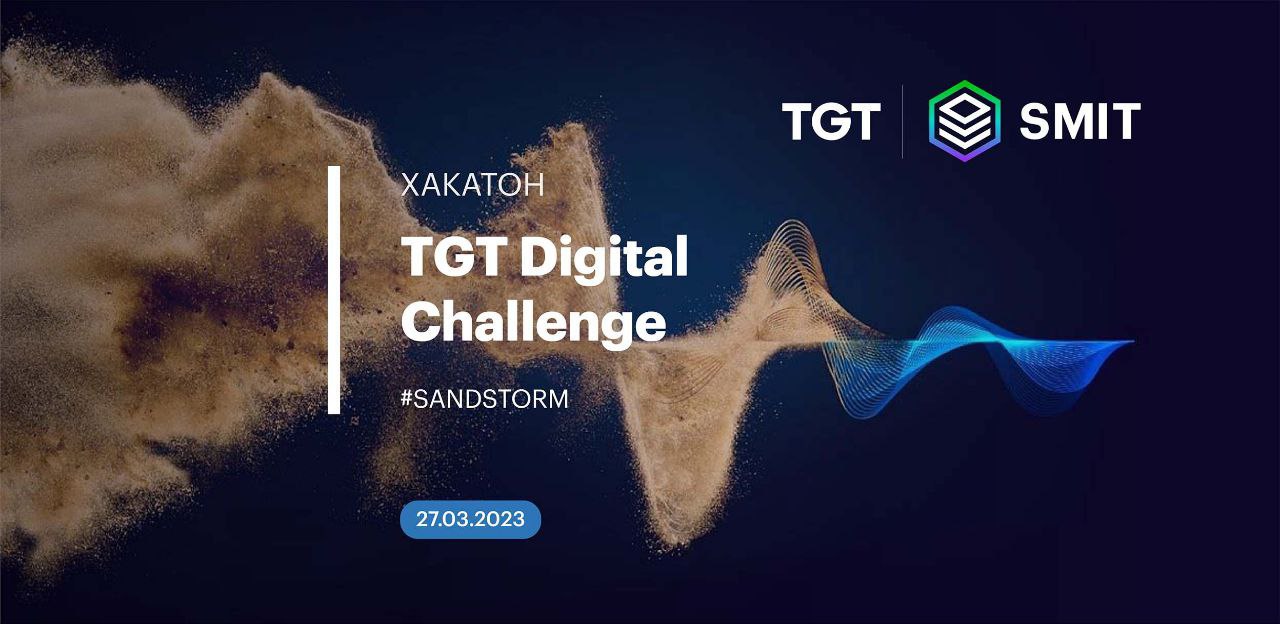 TGT
SMIT
ХАКАТОН
TGT Digital
Challenge
#SANDSTORM
27.03.2023